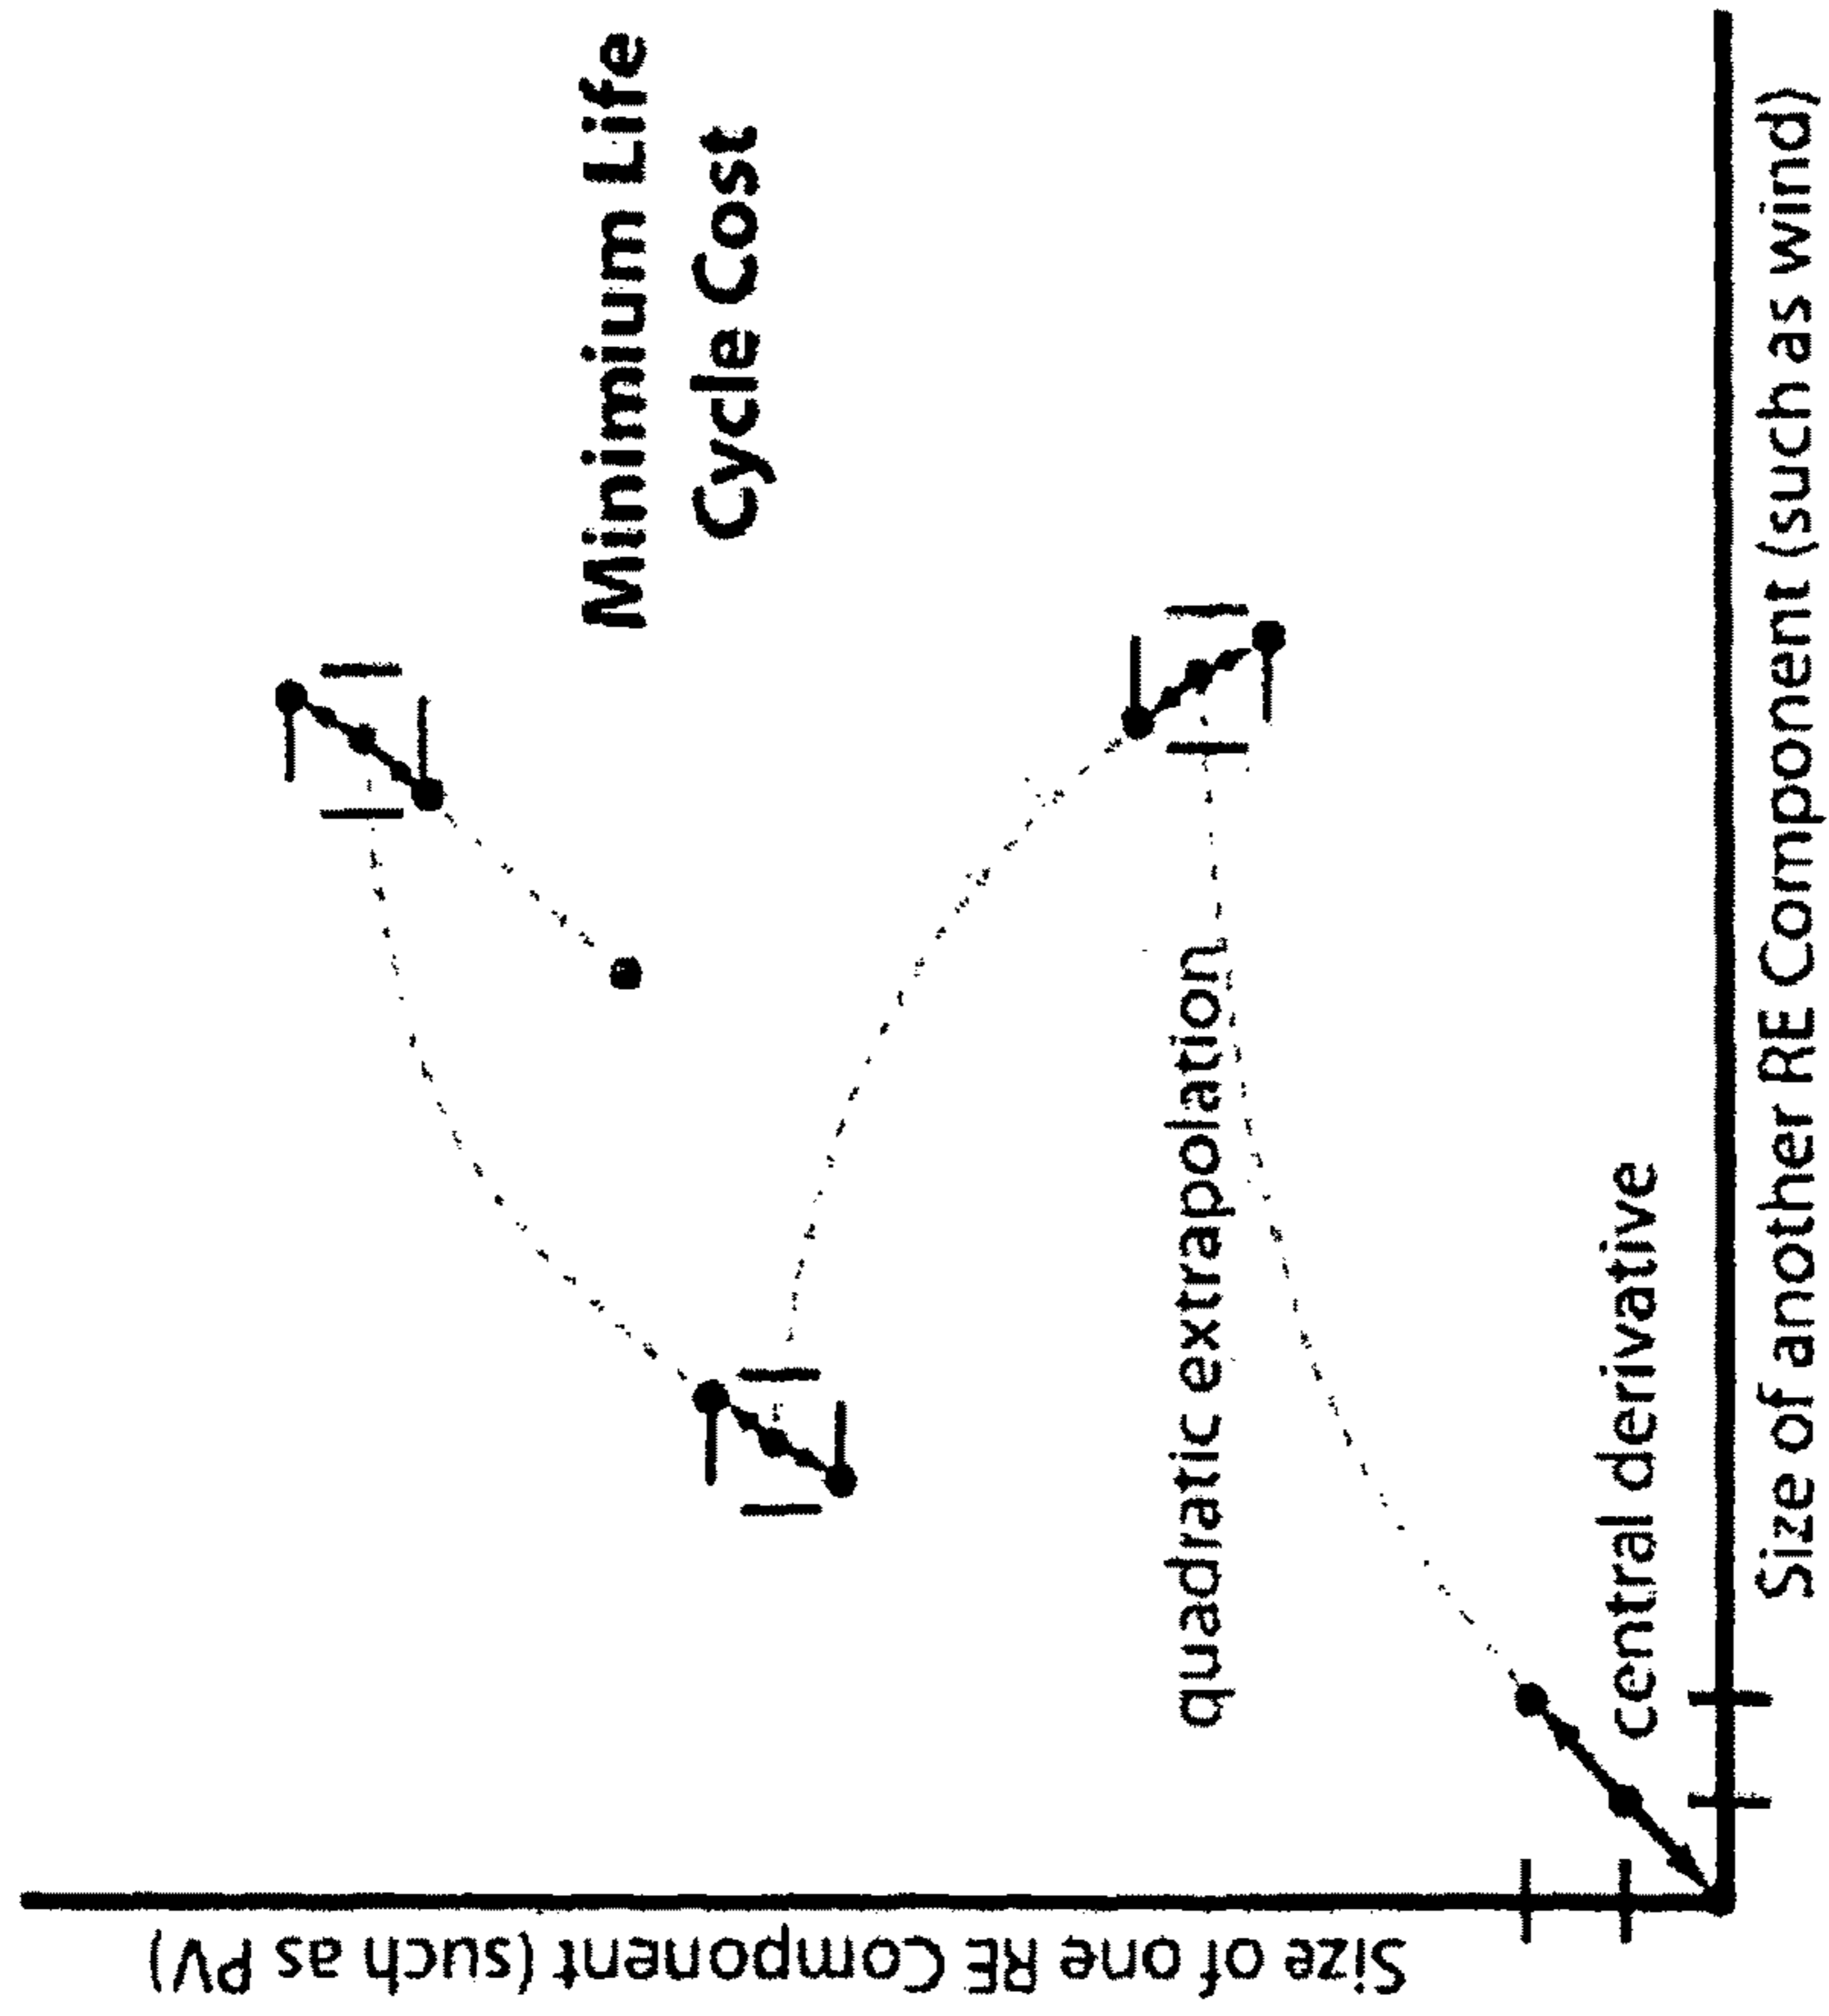 Minimium Life
Cycle Cost
quadratic extrapolation
central derivative
Size of another RE Component (such as wind)
Size of one RE Component (such as PV)